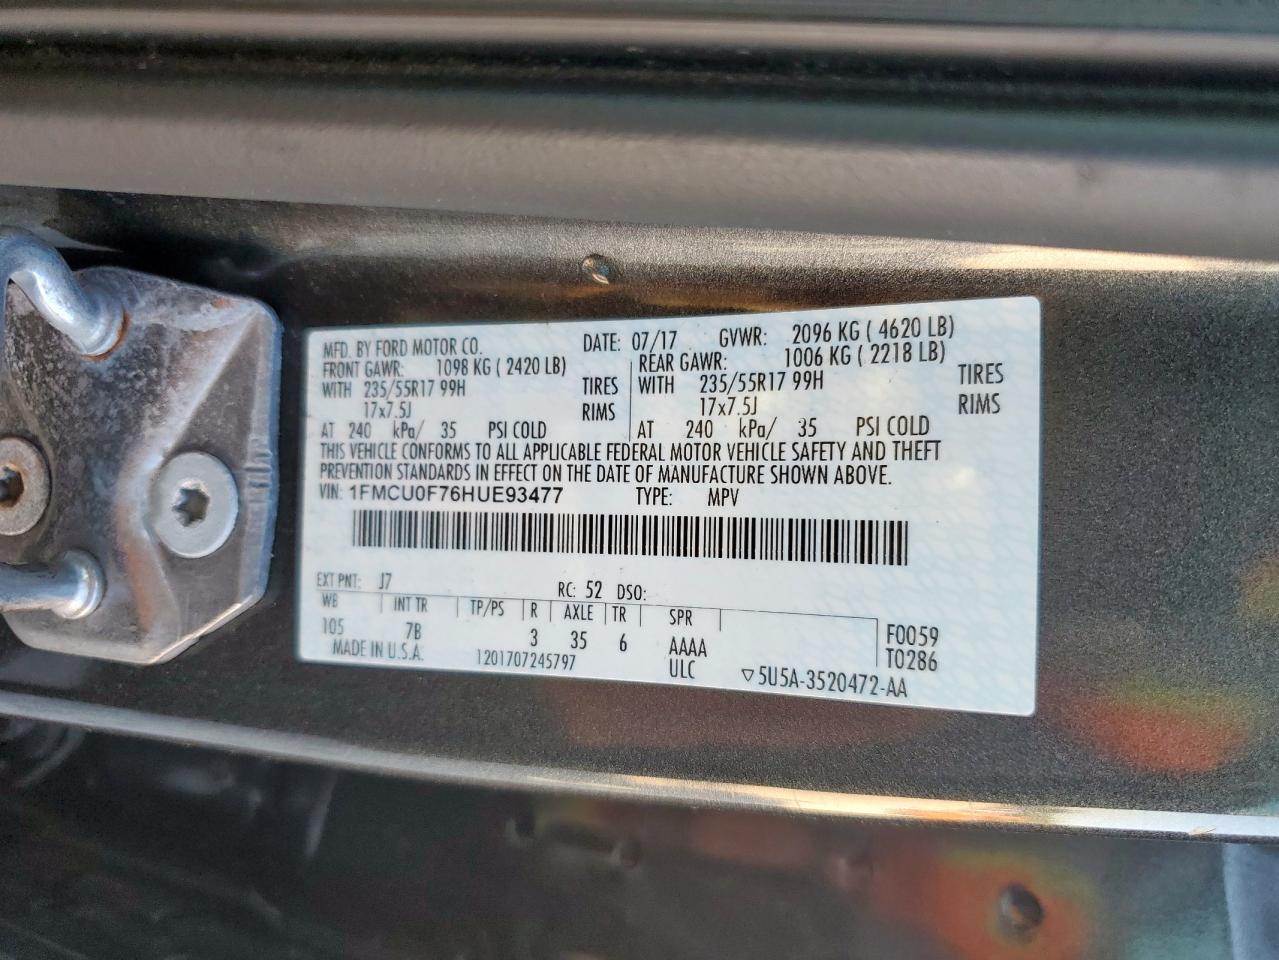 MFD. BY FORD MOTOR CO. DATE: 07/17 GVWR: 2096 KG ( 4620 LB)
FRONT GAWR: 1098 KG ( 2420 LB) REAR GAWR: 1006 KG ( 2218 LB)
WITH 235/55R17 99H TIRES WITH 235/55R17 99H TIRES
17x7.5J RIMS 17x7.5J RIMS
AT 240 kPa/ 35 PSI COLD AT 240 kPa/ 35 PSI COLD
THIS VEHICLE CONFORMS TO ALL APPLICABLE FEDERAL MOTOR VEHICLE SAFETY AND THEFT
PREVENTION STANDARDS IN EFFECT ON THE DATE OF MANUFACTURE SHOWN ABOVE.
VIN: 1FMCU0F76HUE93477 TYPE: MPV
EXT PNT: J7 RC: 52 DSO:
WB INT TR TP/PS R AXLE TR SPR
105 7B 3 35 6 AAAA F0059
MADE IN U.S.A. 1201707245797 ULC T0286
▽5U5A-3520472-AA